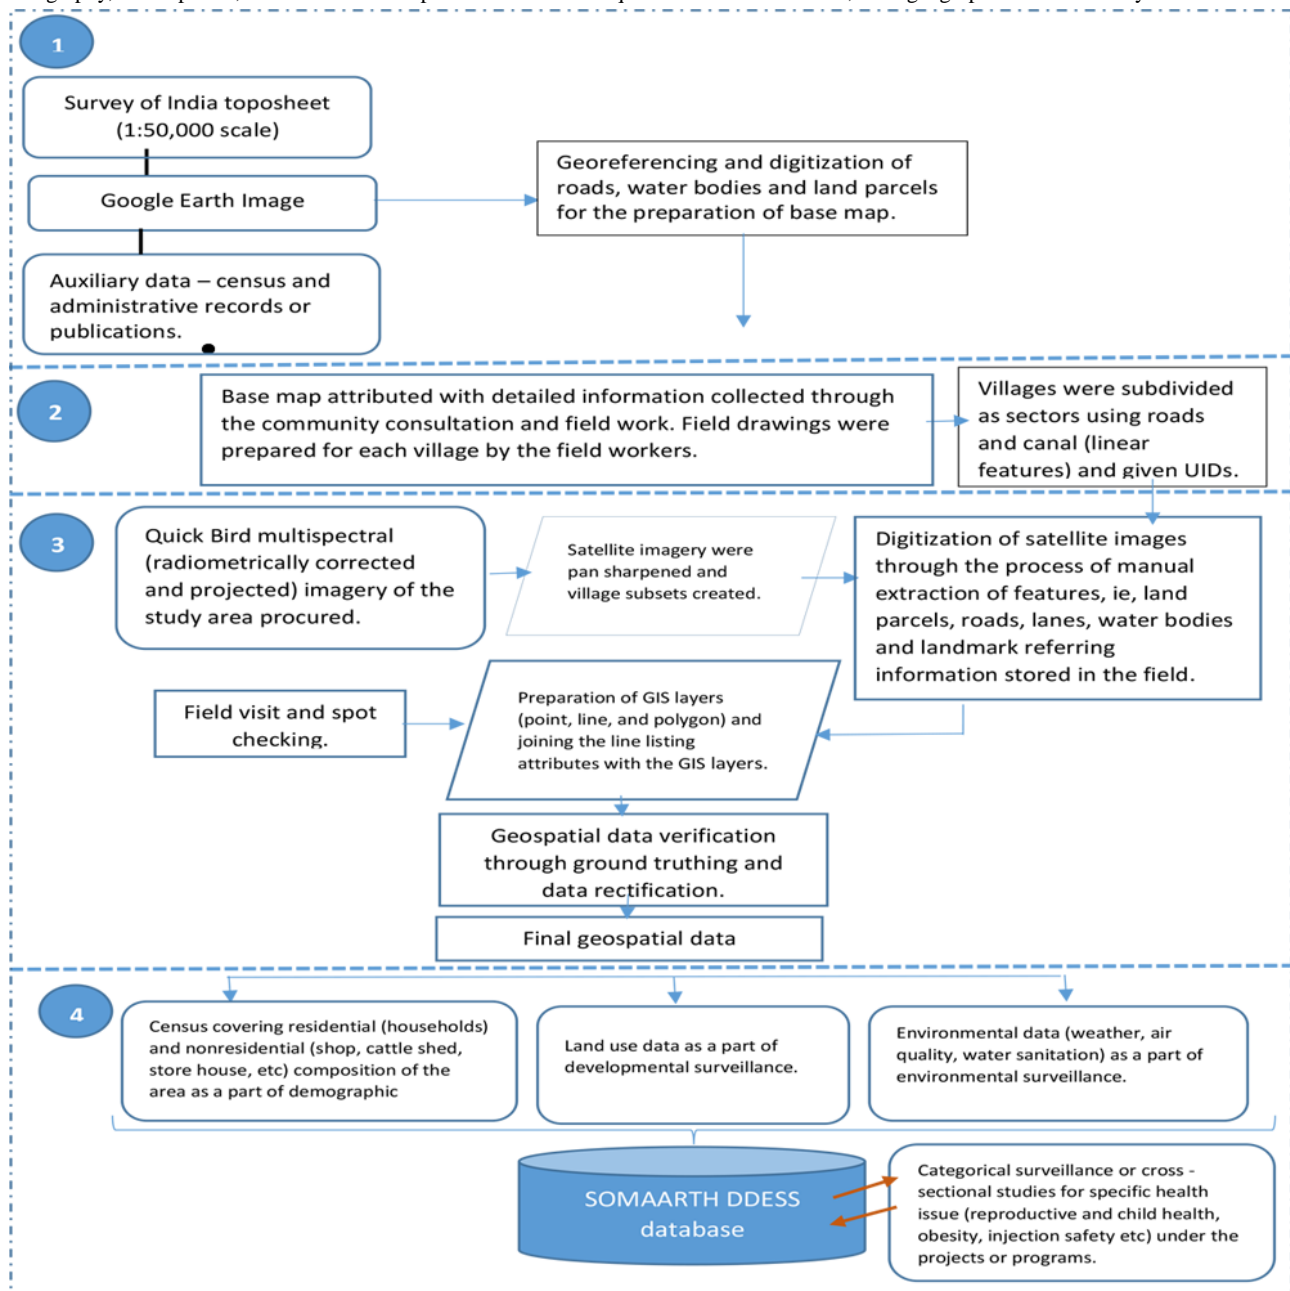 1
Survey of India toposheet
(1:50,000 scale)
Google Earth Image
Auxiliary data – census and
administrative records or
publications.
Georeferencing and digitization of
roads, water bodies and land parcels
for the preparation of base map.
2
Base map attributed with detailed information collected through
the community consultation and field work. Field drawings were
prepared for each village by the field workers.
Villages were subdivided
as sectors using roads
and canal (linear
features) and given UIDs.
3
Quick Bird multispectral
(radiometrically corrected
and projected) imagery of the
study area procured.
Satellite imagery were
pan sharpened and
village subsets created.
Digitization of satellite images
through the process of manual
extraction of features, ie, land
parcels, roads, lanes, water bodies
and landmark referring
information stored in the field.
Field visit and spot
checking.
Preparation of GIS layers
(point, line, and polygon) and
joining the line listing
attributes with the GIS layers.
Geospatial data verification
through ground truthing and
data rectification.
Final geospatial data
4
Census covering residential (households)
and nonresidential (shop, cattle shed,
store house, etc) composition of the
area as a part of demographic
Land use data as a part of
developmental surveillance.
Environmental data (weather, air
quality, water sanitation) as a part of
environmental surveillance.
SOMAARTH DDESS
database
Categorical surveillance or cross -
sectional studies for specific health
issue (reproductive and child health,
obesity, injection safety etc) under the
projects or programs.